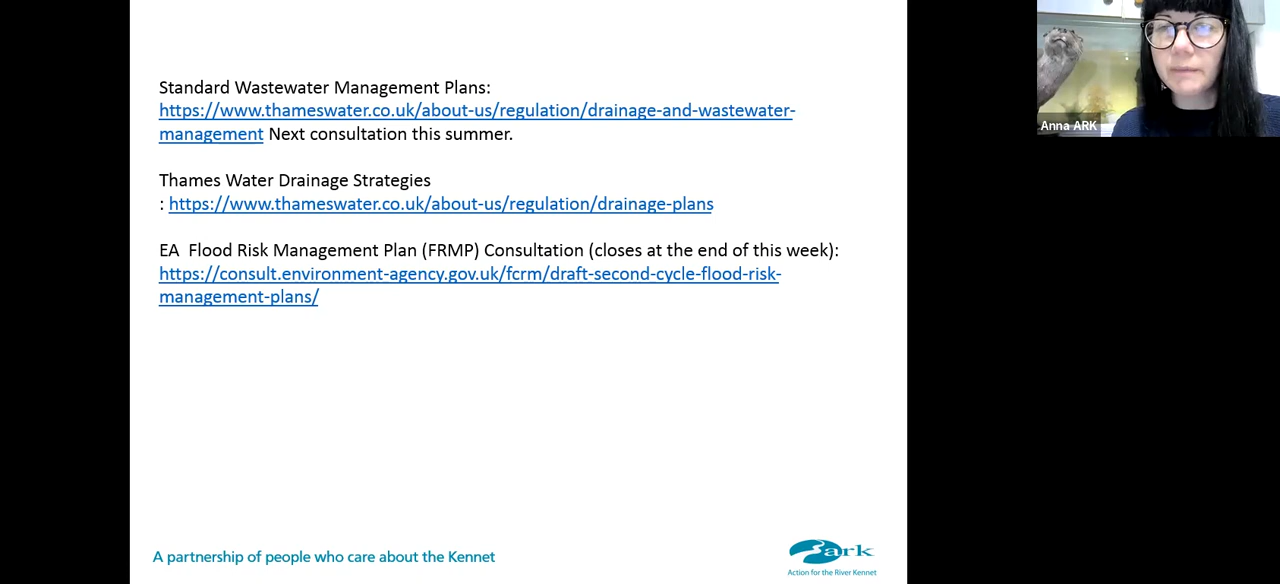 Standard Wastewater Management Plans:
https://www.thameswater.co.uk/about-us/regulation/drainage-and-wastewater-
management Next consultation this summer.
Thames Water Drainage Strategies
: https://www.thameswater.co.uk/about-us/regulation/drainage-plans
EA  Flood Risk Management Plan (FRMP) Consultation (closes at the end of this week):
https://consult.environment-agency.gov.uk/fcrm/draft-second-cycle-flood-risk-
management-plans/
A partnership of people who care about the Kennet
ark
Action for the River Kennet
Anna ARK